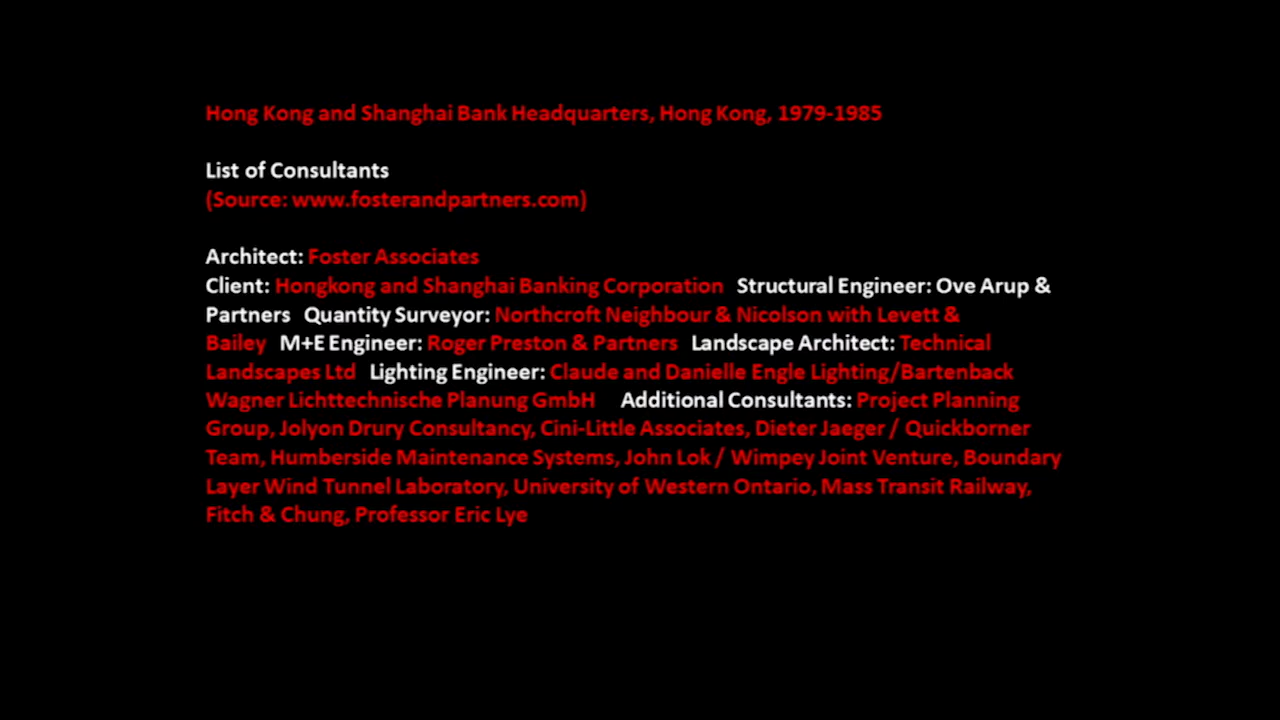 Hong Kong and Shanghai Bank Headquarters, Hong Kong, 1979-1985
List of Consultants
(Source: www.fosterandpartners.com)
Architect: Foster Associates
Client: Hongkong and Shanghai Banking Corporation Structural Engineer: Ove Arup &
Partners Quantity Surveyor: Northcroft Neighbour & Nicolson with Levett &
Bailey M+E Engineer: Roger Preston & Partners Landscape Architect: Technical
Landscapes Ltd Lighting Engineer: Claude and Danielle Engle Lighting/Bartenback
Wagner Lichttechnische Planung GmbH Additional Consultants: Project Planning
Group, Jolyon Drury Consultancy, Cini-Little Associates, Dieter Jaeger / Quickborner
Team, Humberside Maintenance Systems, John Lok / Wimpey Joint Venture, Boundary
Layer Wind Tunnel Laboratory, University of Western Ontario, Mass Transit Railway,
Fitch & Chung, Professor Eric Lye